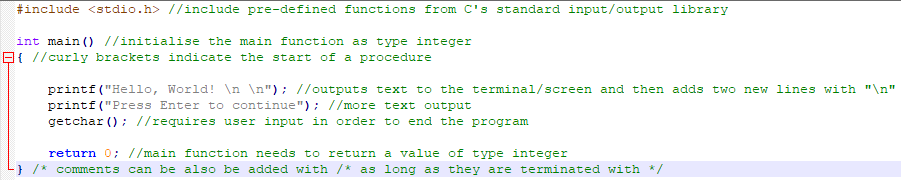 #include <stdio.h> //include pre-defined functions from C's standard input/output library
int main() //initialise the main function as type integer
{ //curly brackets indicate the start of a procedure
printf("Hello, World! \n \n"); //outputs text to the terminal/screen and then adds two new lines with "\n"
printf("Press Enter to continue"); //more text output
getchar(); //requires user input in order to end the program
return 0; //main function needs to return a value of type integer
} /* comments can be also be added with /* as long as they are terminated with */